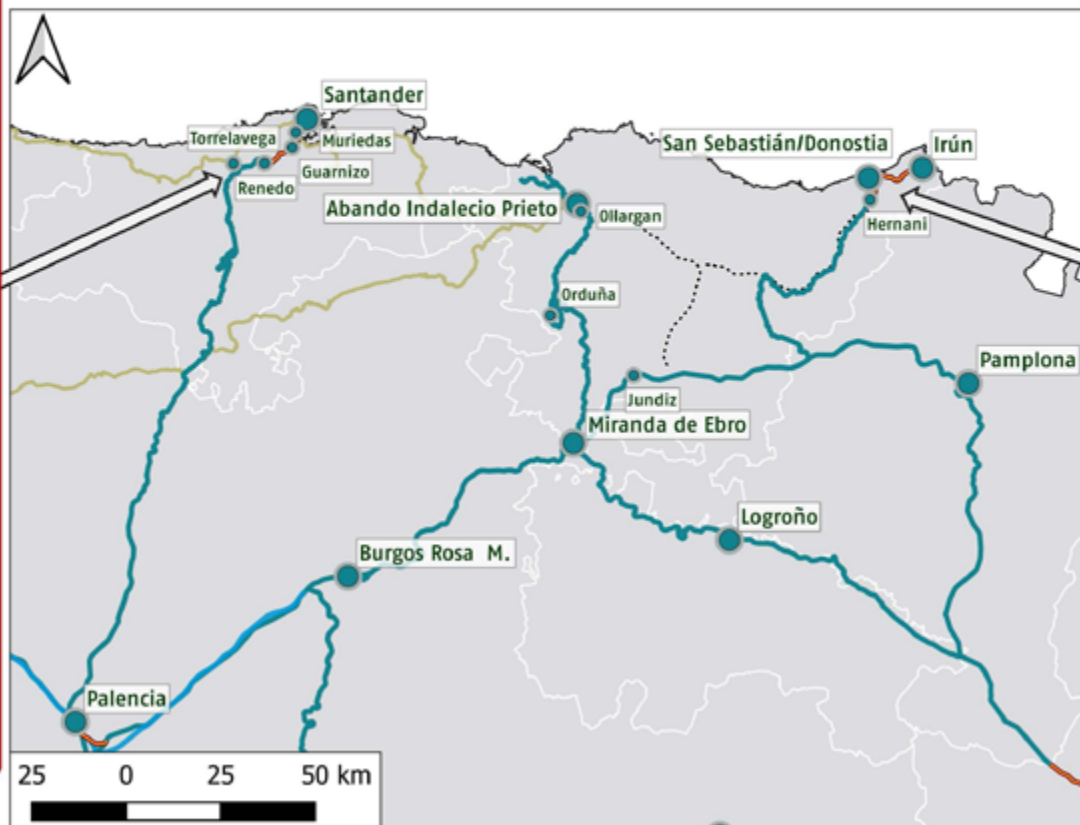 Santander
Torrelavega
Muriedas
Guarnizo
Renedo
San Sebastián/Donostia
Irún
Abando Indalecio Prieto
Ollargan
Hernani
Orduña
Pamplona
Jundiz
Miranda de Ebro
Logroño
Burgos Rosa M.
Palencia
25 0 25 50 km